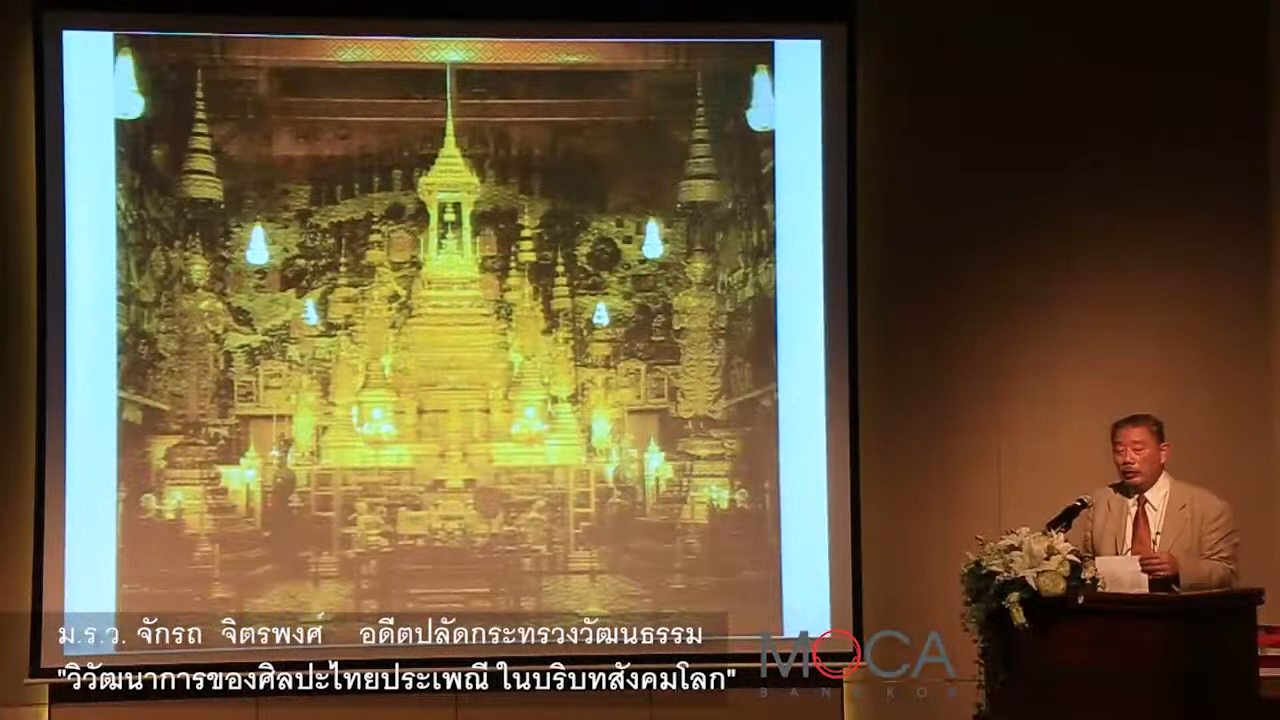 ม.ร.ว. จักรถ จิตรพงศ์ อดีตปลัดกระทรวงวัฒนธรรม
"วิวัฒนาการของศิลปะไทยประเพณี ในบริบทสังคมโลก"
MOCA
BANGKOK